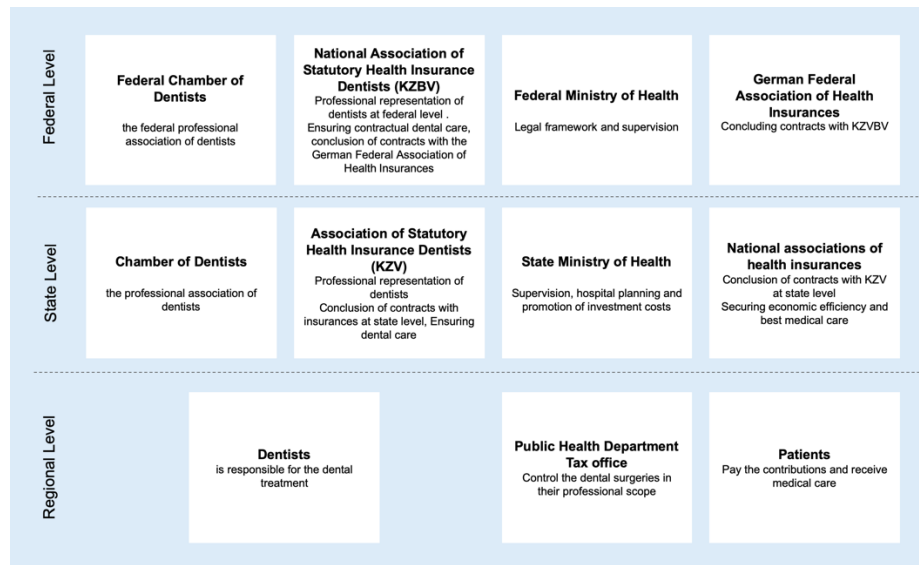 Federal Level
Federal Chamber of
Dentists
the federal professional
association of dentists
National Association of
Statutory Health Insurance
Dentists (KZBV)
Professional representation of
dentists at federal level .
Ensuring contractual dental care,
conclusion of contracts with the
German Federal Association of
Health Insurances
Federal Ministry of Health
Legal framework and supervision
German Federal
Association of Health
Insurances
Concluding contracts with KZVBV
State Level
Chamber of Dentists
the professional association of
dentists
Association of Statutory
Health Insurance Dentists
(KZV)
Professional representation of
dentists
Conclusion of contracts with
insurances at state level, Ensuring
dental care
State Ministry of Health
Supervision, hospital planning and
promotion of investment costs
National associations of
health insurances
Conclusion of contracts with KZV
at state level
Securing economic efficiency and
best medical care
Regional Level
Dentists
is responsible for the dental
treatment
Public Health Department
Tax office
Control the dental surgeries in
their professional scope
Patients
Pay the contributions and receive
medical care